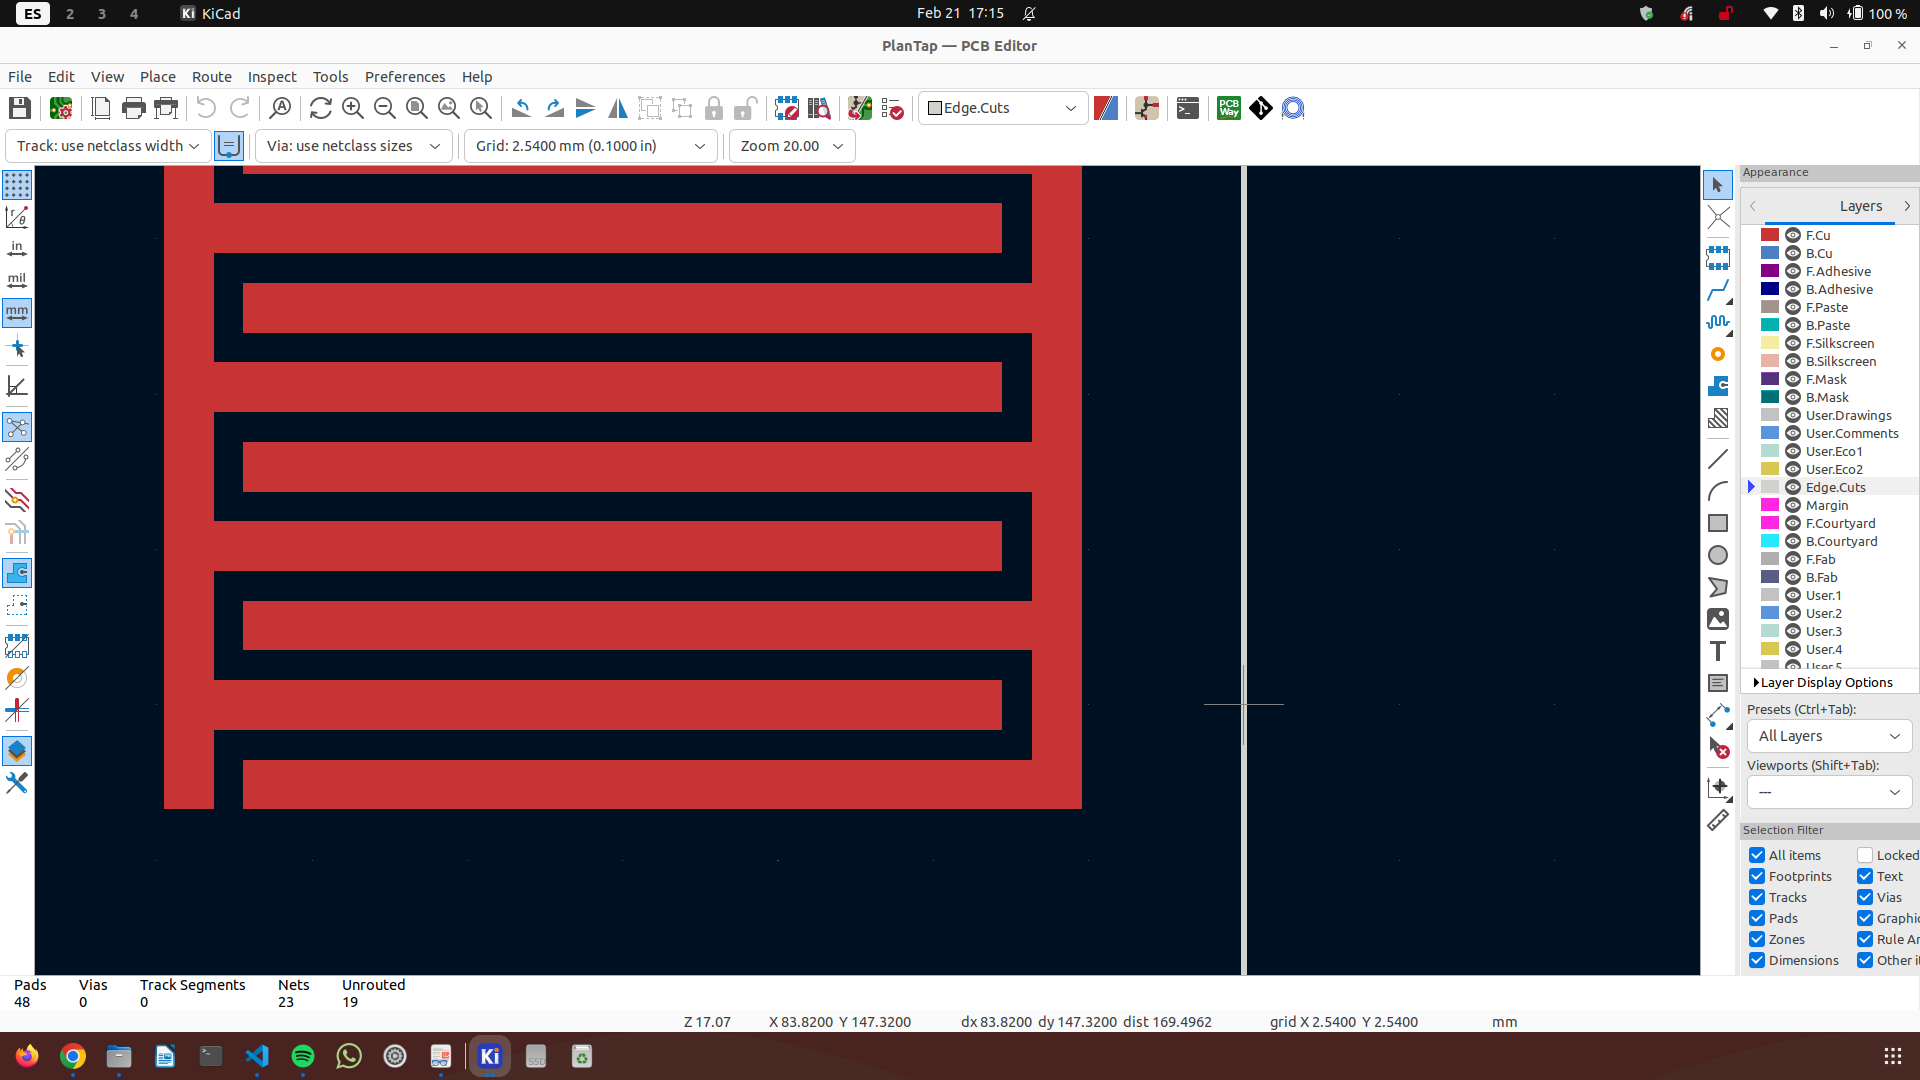 ES 2 3 4 Ki KiCad Feb 21 17:15 100 %
PlanTap — PCB Editor
File Edit View Place Route Inspect Tools Preferences Help
Edge.Cuts PCB Way
Track: use netclass width Via: use netclass sizes Grid: 2.5400 mm (0.1000 in) Zoom 20.00
in
mil
mm
Appearance
Layers
F.Cu
B.Cu
F.Adhesive
B.Adhesive
F.Paste
B.Paste
F.Silkscreen
B.Silkscreen
F.Mask
B.Mask
User.Drawings
User.Comments
User.Eco1
User.Eco2
Edge.Cuts
Margin
F.Courtyard
B.Courtyard
F.Fab
B.Fab
User.1
User.2
User.3
User.4
User.5
Layer Display Options
Presets (Ctrl+Tab):
All Layers
Viewports (Shift+Tab):
---
Selection Filter
All items Locked
Footprints Text
Tracks Vias
Pads Graphic
Zones Rule Ar
Dimensions Other it
Pads Vias Track Segments Nets Unrouted
48 0 0 23 19
Z 17.07 X 83.8200 Y 147.3200 dx 83.8200 dy 147.3200 dist 169.4962 grid X 2.5400 Y 2.5400 mm
Ki SSD